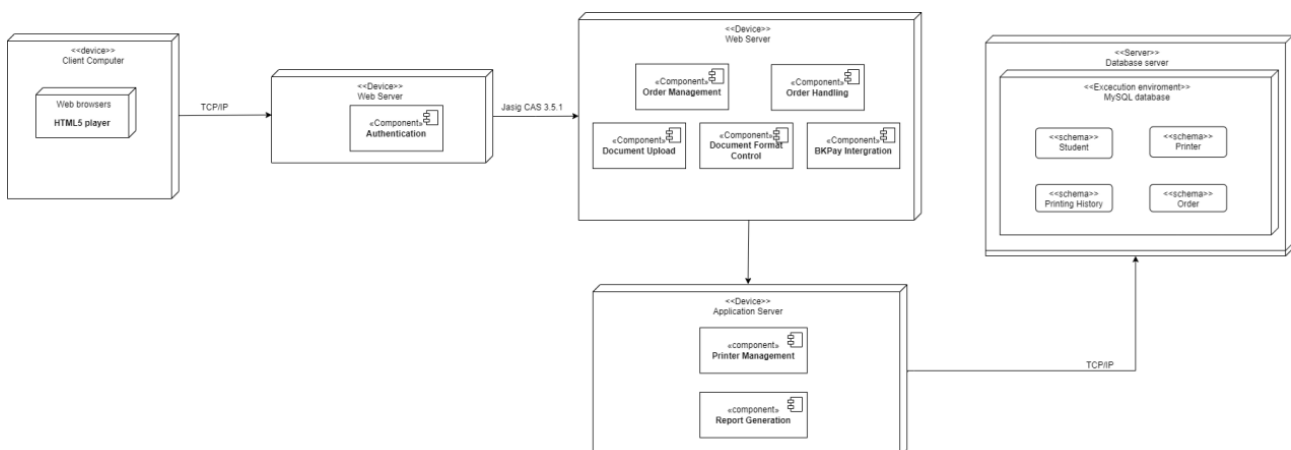 <<device>>
Client Computer
Web browsers
HTML5 player
TCP/IP
<<Device>>
Web Server
«Component»
Authentication
Jasig CAS 3.5.1
<<Device>>
Web Server
«Component»
Order Management
«Component»
Order Handling
«Component»
Document Upload
«Component»
Document Format
Control
«Component»
BKPay Intergration
<<Device>>
Application Server
«component»
Printer Management
«component»
Report Generation
TCP/IP
<<Server>>
Database server
<<Excecution enviroment>>
MySQL database
<<schema>>
Student
<<schema>>
Printer
<<schema>>
Printing History
<<schema>>
Order